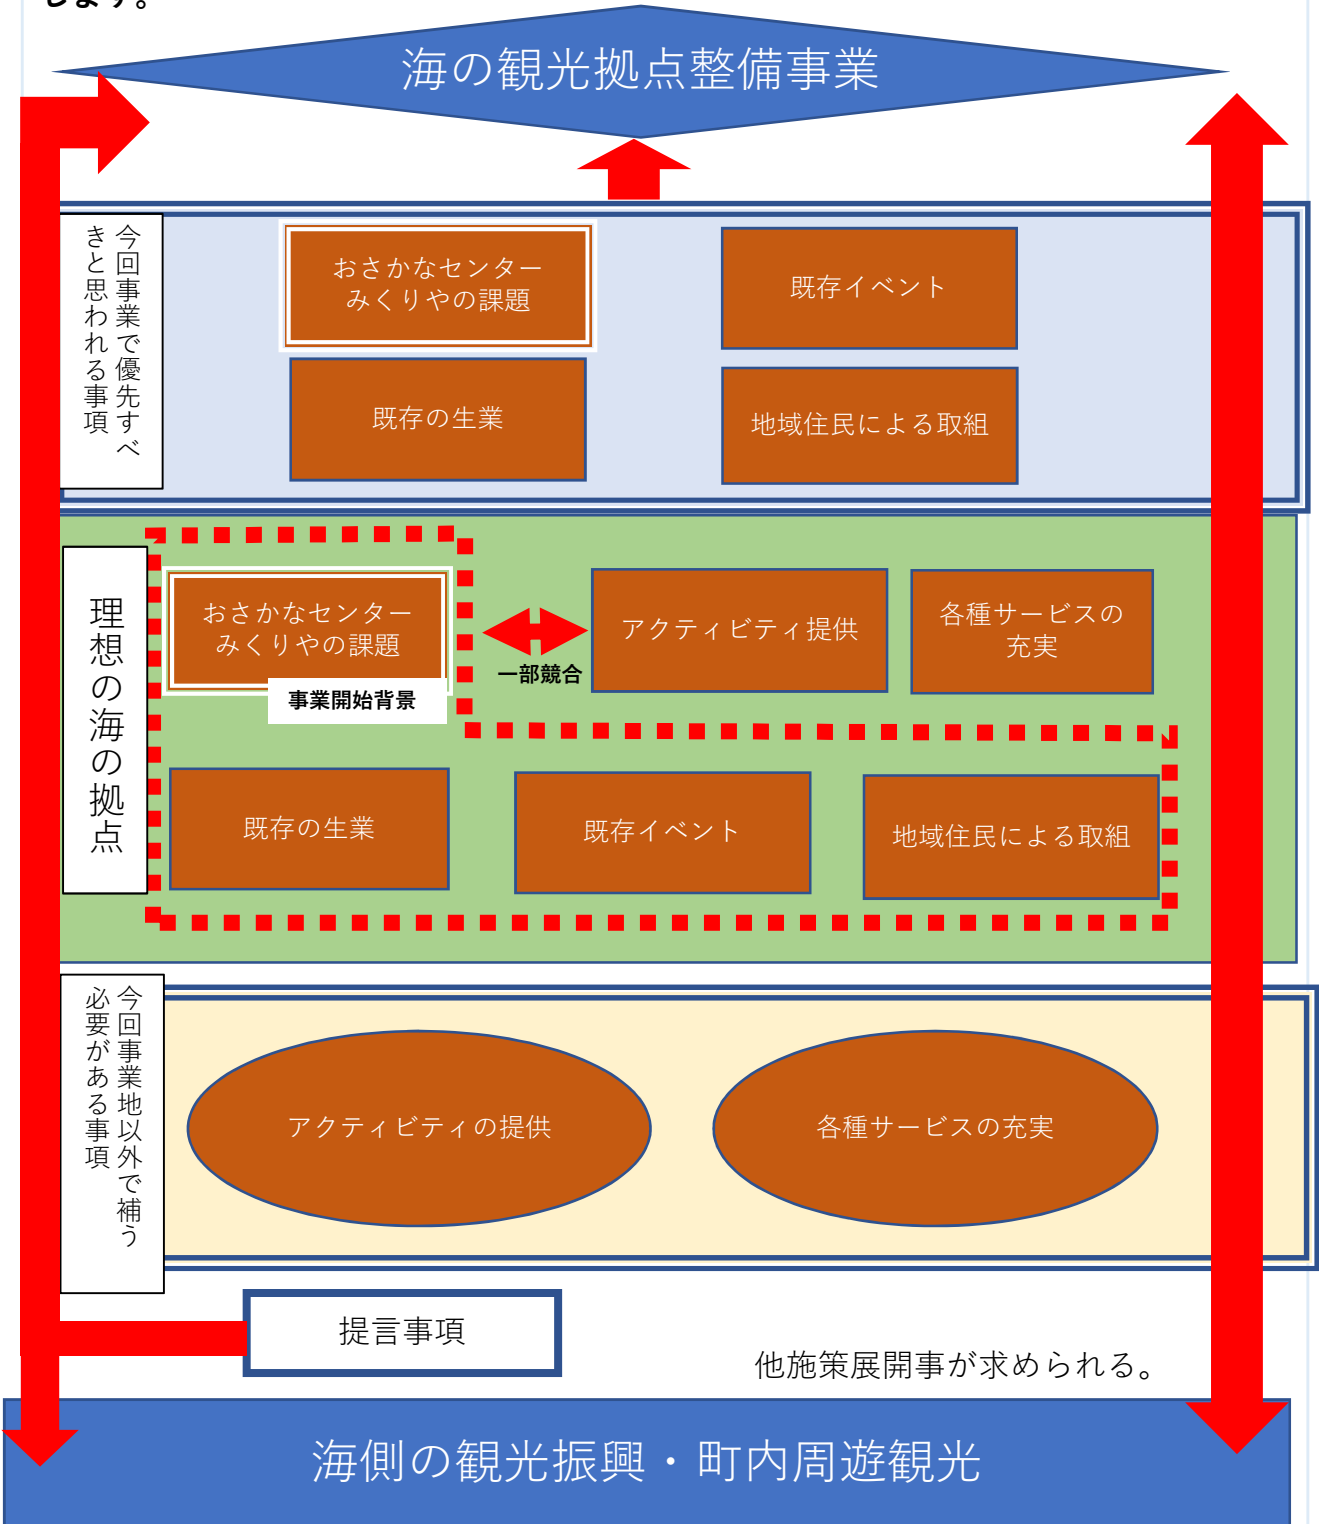 します。
海の観光拠点整備事業
今回事業で優先すべ
きと思われる事項
おさかなセンター
みくりやの課題
既存イベント
既存の生業
地域住民による取組
理想の海の拠点
おさかなセンター
みくりやの課題
事業開始背景
一部競合
アクティビティ提供
各種サービスの
充実
既存の生業
既存イベント
地域住民による取組
今回事業地以外で補う
必要がある事項
アクティビティの提供
各種サービスの充実
提言事項
他施策展開事が求められる。
海側の観光振興・町内周遊観光